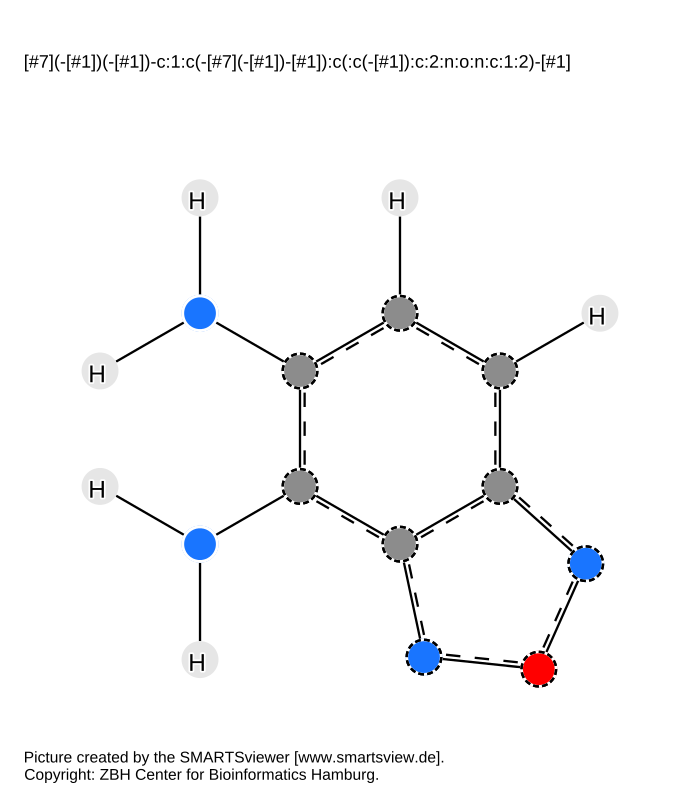 [#7](-[#1])(-[#1])-c:1:c(-[#7](-[#1])-[#1]):c(:c(-[#1]):c:2:n:o:n:c:1:2)-[#1]
H
H
H
H
H
H
Picture created by the SMARTSviewer [www.smartsview.de].
Copyright: ZBH Center for Bioinformatics Hamburg.